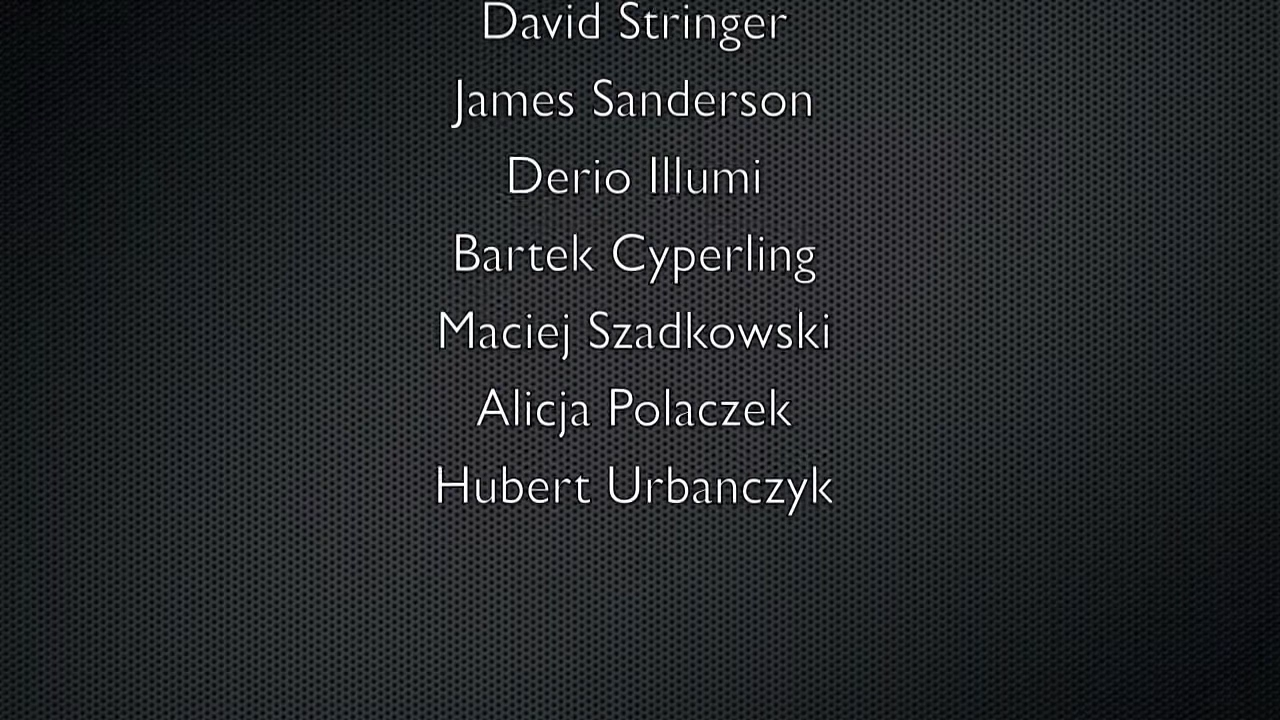 David Stringer
James Sanderson
Derio Illumi
Bartek Cyperling
Maciej Szadkowski
Alicja Polaczek
Hubert Urbanczyk